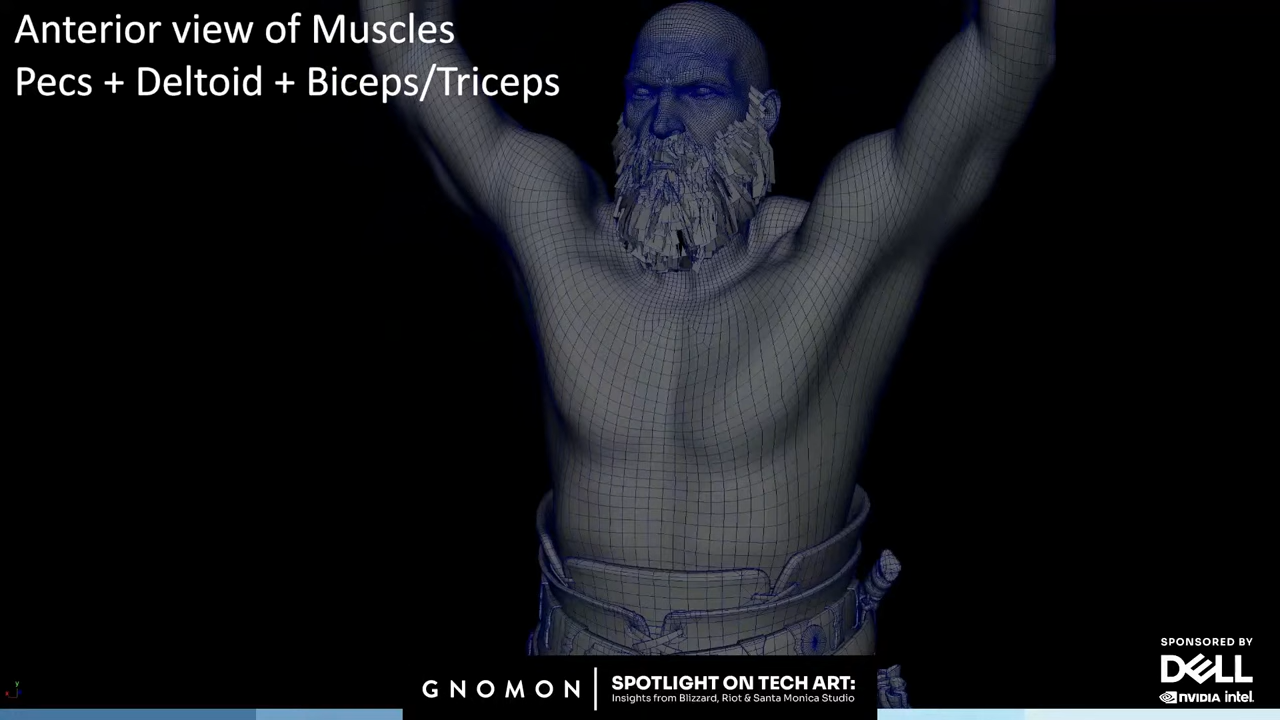 Anterior view of Muscles
Pecs + Deltoid + Biceps/Triceps
SPONSORED BY
DELL
NVIDIA intel.
GNOMON
SPOTLIGHT ON TECH ART:
Insights from Blizzard, Riot & Santa Monica Studio
y
x